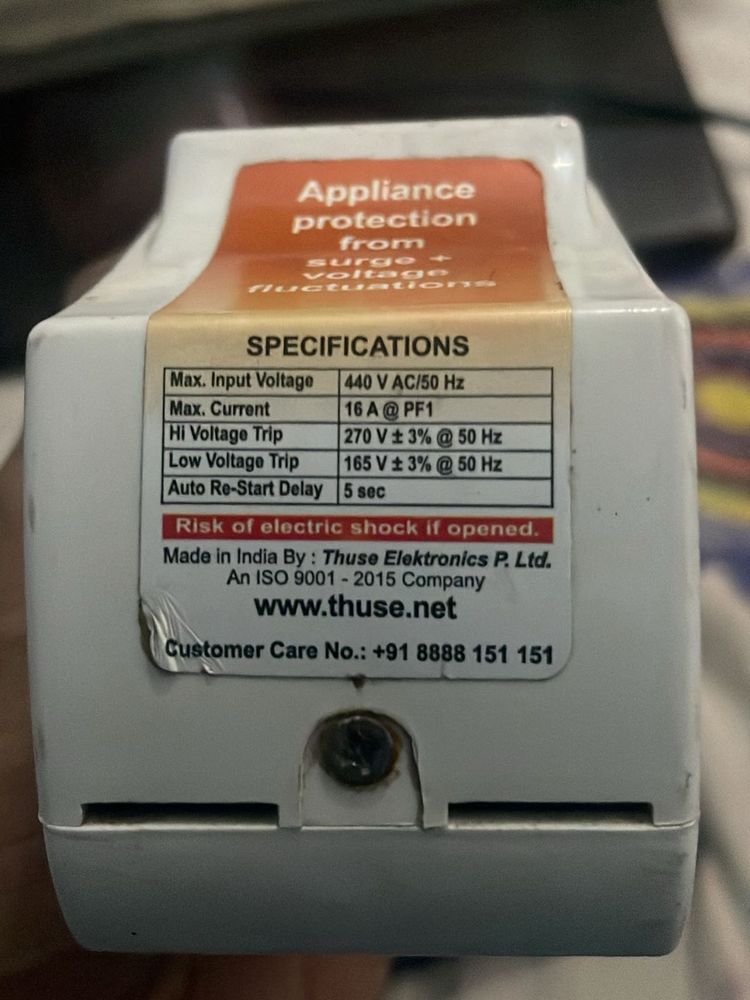 Appliance
protection
from
surge +
voltage
fluctuations
SPECIFICATIONS
Max. Input Voltage 440 V AC/50 Hz
Max. Current 16 A @ PF1
Hi Voltage Trip 270 V ± 3% @ 50 Hz
Low Voltage Trip 165 V ± 3% @ 50 Hz
Auto Re-Start Delay 5 sec
Risk of electric shock if opened.
Made in India By : Thuse Elektronics P. Ltd.
An ISO 9001 - 2015 Company
www.thuse.net
Customer Care No.: +91 8888 151 151